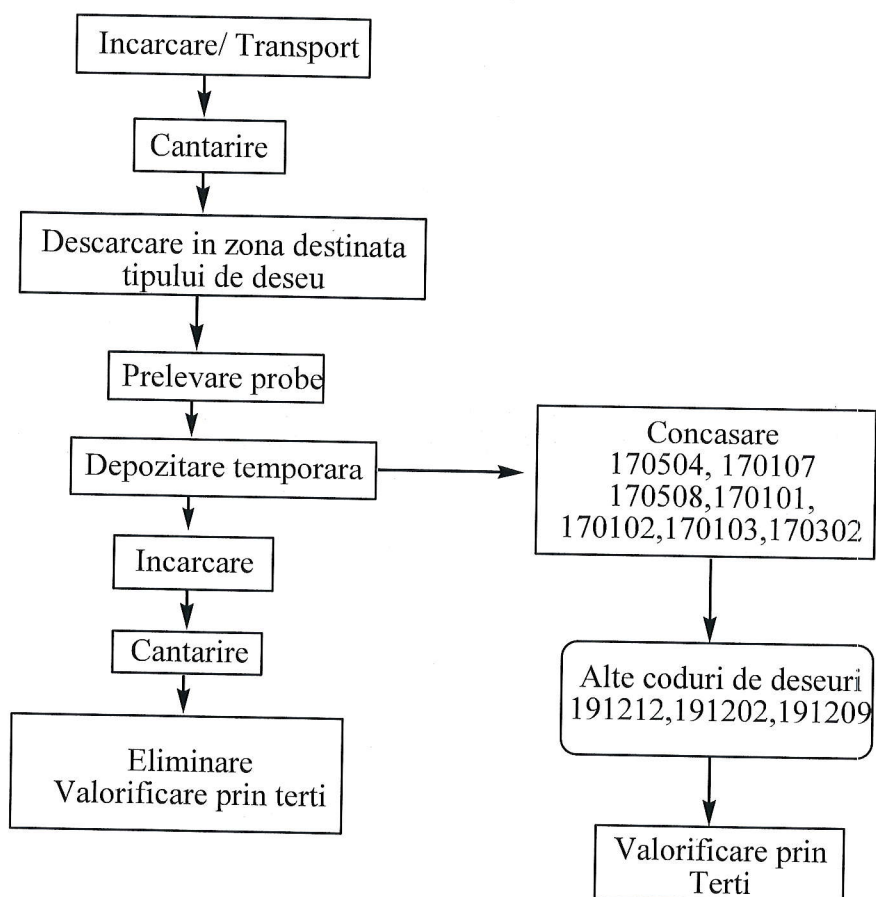 Incarcare/ Transport
Cantarire
Descarcare in zona destinata
tipului de deseu
Prelevare probe
Depozitare temporara
Incarcare
Cantarire
Eliminare
Valorificare prin terti
Concasare
170504, 170107
170508,170101,
170102,170103,170302
Alte coduri de deseuri
191212,191202,191209
Valorificare prin
Terti